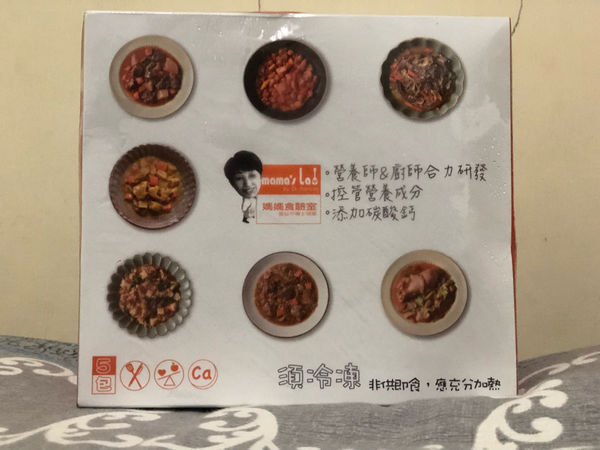 mama's Lab
媽媽食驗室
。營養師&廚師合力研發
。控管營養成分
。添加碳酸鈣
5包
Ca
須冷凍
非供即食，應充分加熱